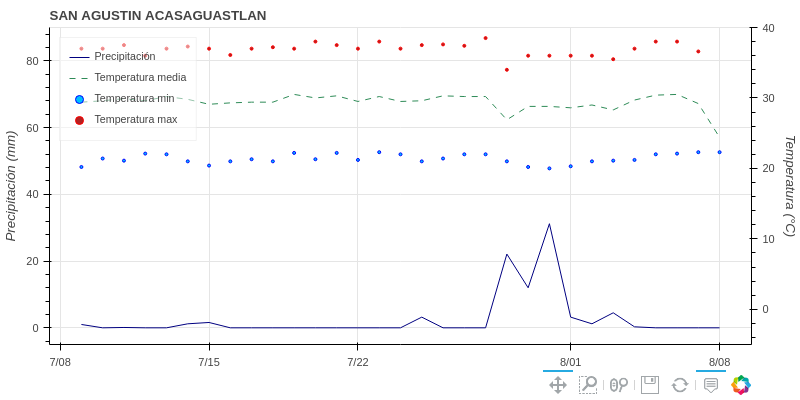 SAN AGUSTIN ACASAGUASTLAN
Precipitación
Temperatura media
Temperatura min
Temperatura max
Precipitación (mm)
80
60
40
20
0
Temperatura (°C)
40
30
20
10
0
7/08
7/15
7/22
8/01
8/08